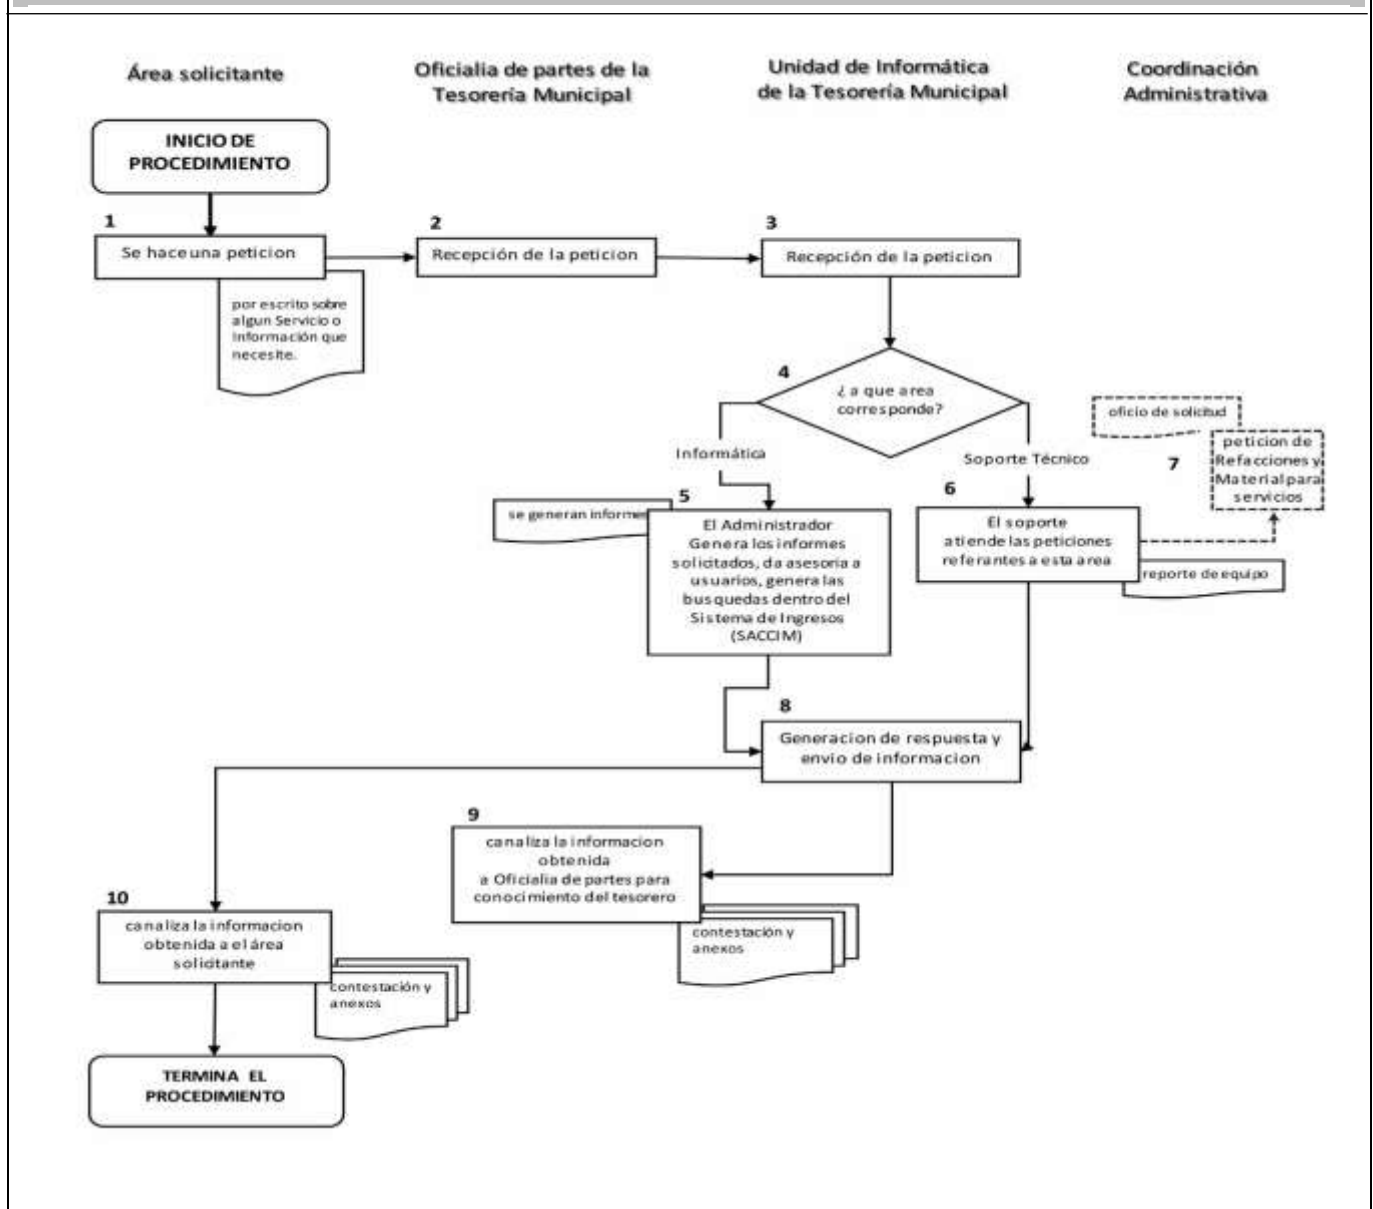 Área solicitante
Oficialia de partes de la
Tesorería Municipal
Unidad de Informática
de la Tesorería Municipal
Coordinación
Administrativa
INICIO DE
PROCEDIMIENTO
1
Se hace una peticion
por escrito sobre
algun Servicio o
Información que
necesite.
2
Recepción de la peticion
3
Recepción de la peticion
4
¿ a que area
corresponde?
Informática
Soporte Técnico
oficio de solicitud
7
peticion de
Refacciones y
Material para
servicios
5
se generan informes
El Administrador
Genera los informes
solicitados, da asesoria a
usuarios, genera las
busquedas dentro del
Sistema de Ingresos
(SACCIM)
6
El soporte
atiende las peticiones
referantes a esta area
reporte de equipo
8
Generacion de respuesta y
envio de informacion
9
canaliza la informacion
obtenida
a Oficialia de partes para
conocimiento del tesorero
contestación y
anexos
10
canaliza la informacion
obtenida a el área
solicitante
contestación y
anexos
TERMINA EL
PROCEDIMIENTO